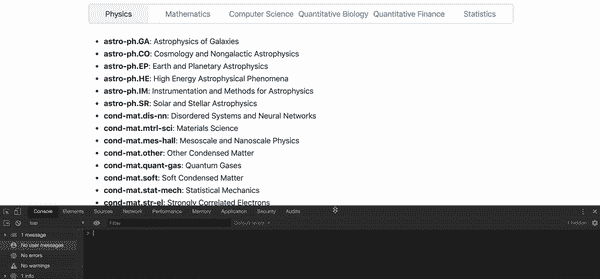 Physics Mathematics Computer Science Quantitative Biology Quantitative Finance Statistics
astro-ph.GA: Astrophysics of Galaxies
astro-ph.CO: Cosmology and Nongalactic Astrophysics
astro-ph.EP: Earth and Planetary Astrophysics
astro-ph.HE: High Energy Astrophysical Phenomena
astro-ph.IM: Instrumentation and Methods for Astrophysics
astro-ph.SR: Solar and Stellar Astrophysics
cond-mat.dis-nn: Disordered Systems and Neural Networks
cond-mat.mtrl-sci: Materials Science
cond-mat.mes-hall: Mesoscale and Nanoscale Physics
cond-mat.other: Other Condensed Matter
cond-mat.quant-gas: Quantum Gases
cond-mat.soft: Soft Condensed Matter
cond-mat.stat-mech: Statistical Mechanics
cond-mat.str-el: Strongly Correlated Electrons
Console Elements Sources Network Performance Memory Application Security Audits
top Filter 1 hidden
1 message
No user messages
No errors
No warnings
1 info